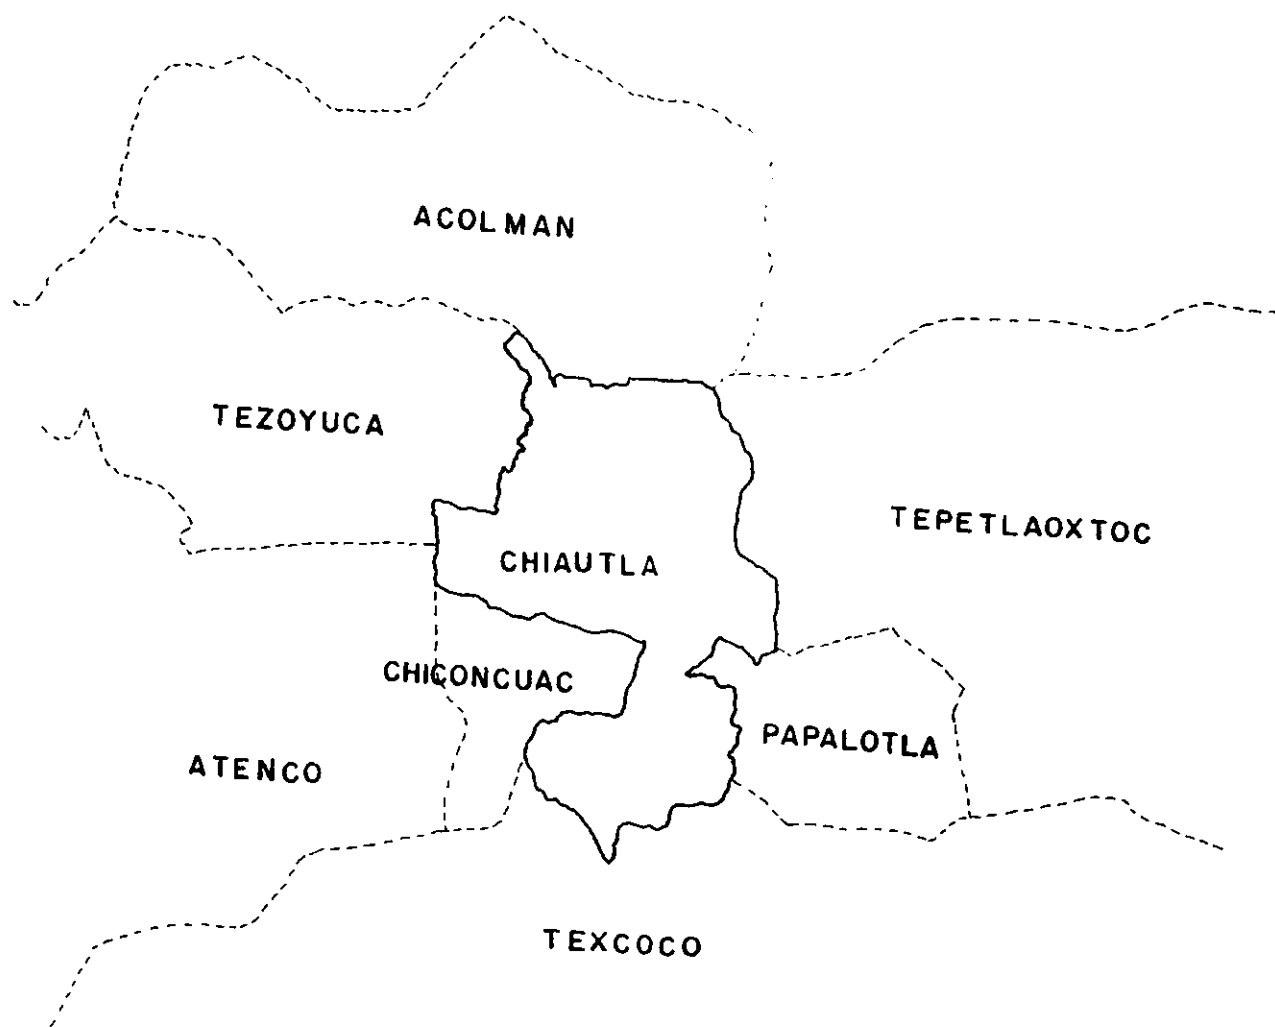 ACOLMAN
TEZOYUCA
TEPETLAOXTOC
CHIAUTLA
CHICONCUAC
PAPALOTLA
ATENCO
TEXCOCO